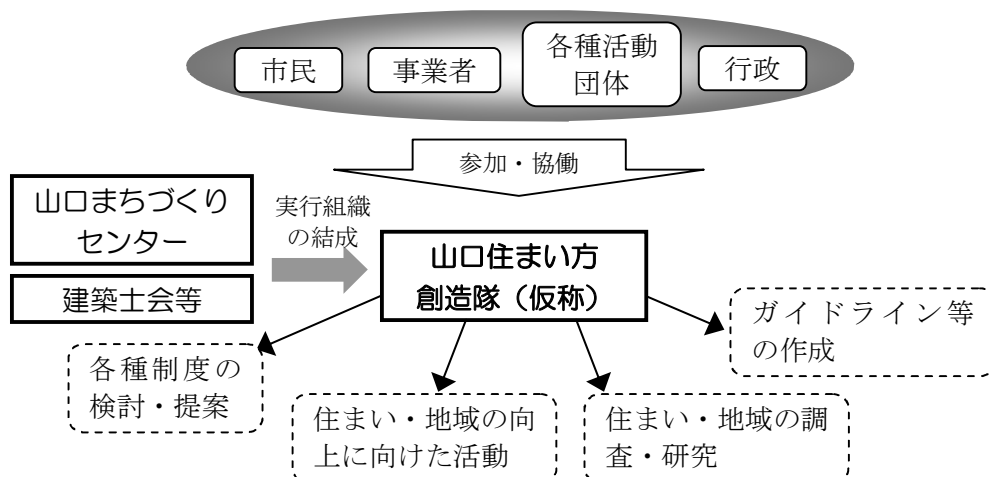 市民
事業者
各種活動
団体
行政
参加・協働
山口まちづくり
センター
建築士会等
実行組織
の結成
山口住まい方
創造隊（仮称）
ガイドライン等
の作成
各種制度の
検討・提案
住まい・地域の向
上に向けた活動
住まい・地域の調
査・研究